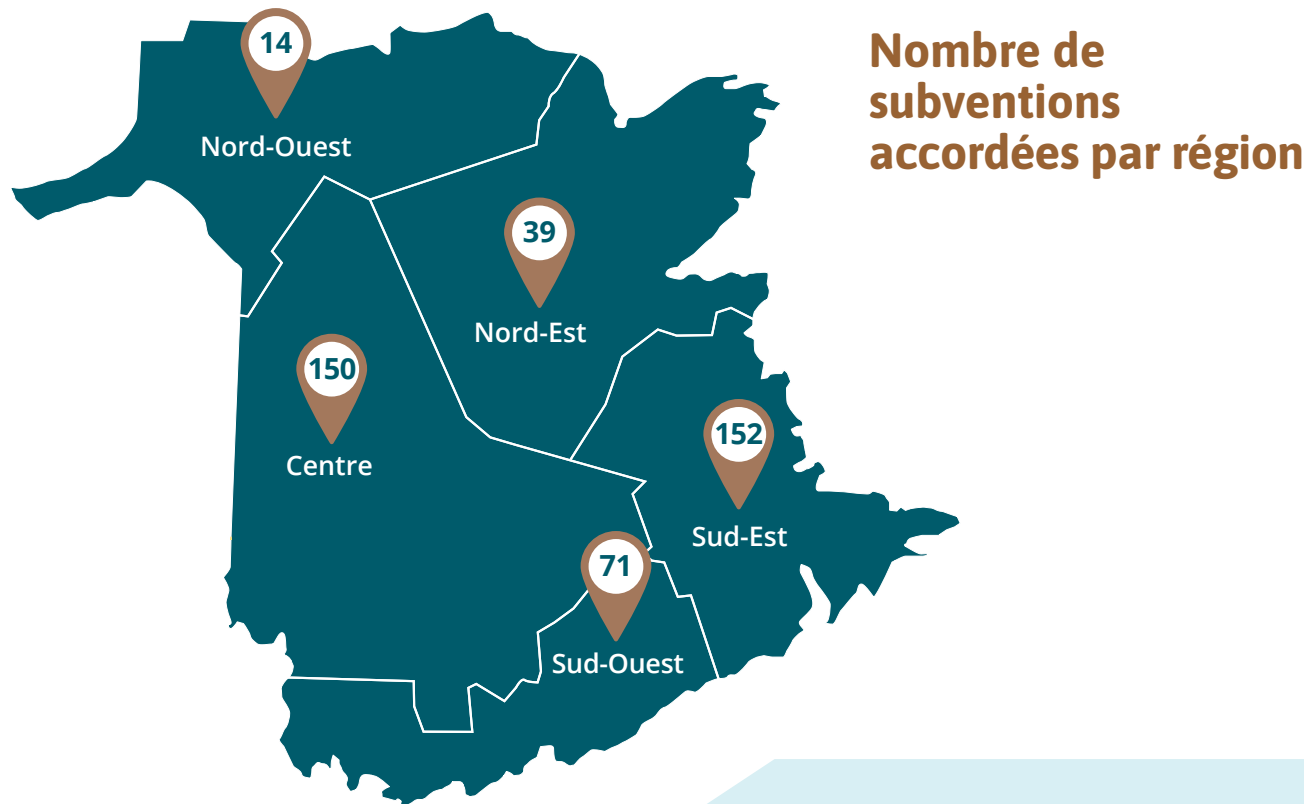 Nombre de
subventions
accordées par région
14
Nord-Ouest
39
Nord-Est
150
Centre
152
Sud-Est
71
Sud-Ouest